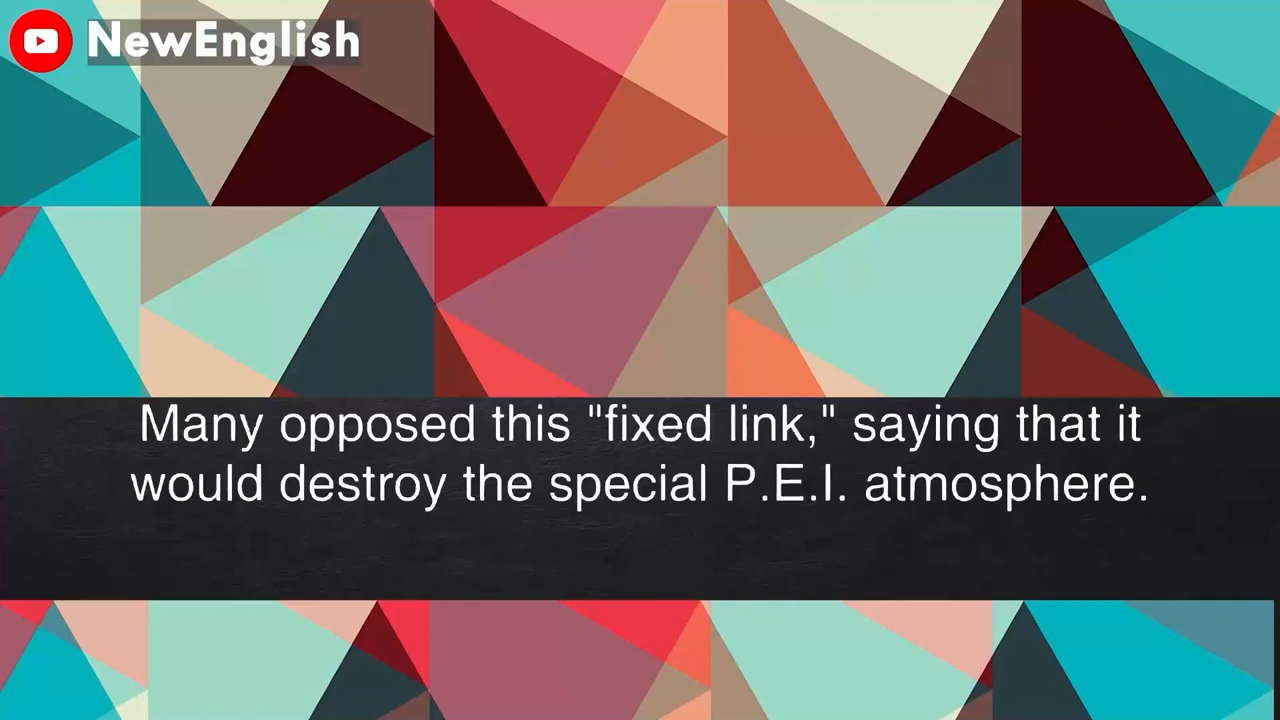 NewEnglish
Many opposed this "fixed link," saying that it
would destroy the special P.E.I. atmosphere.